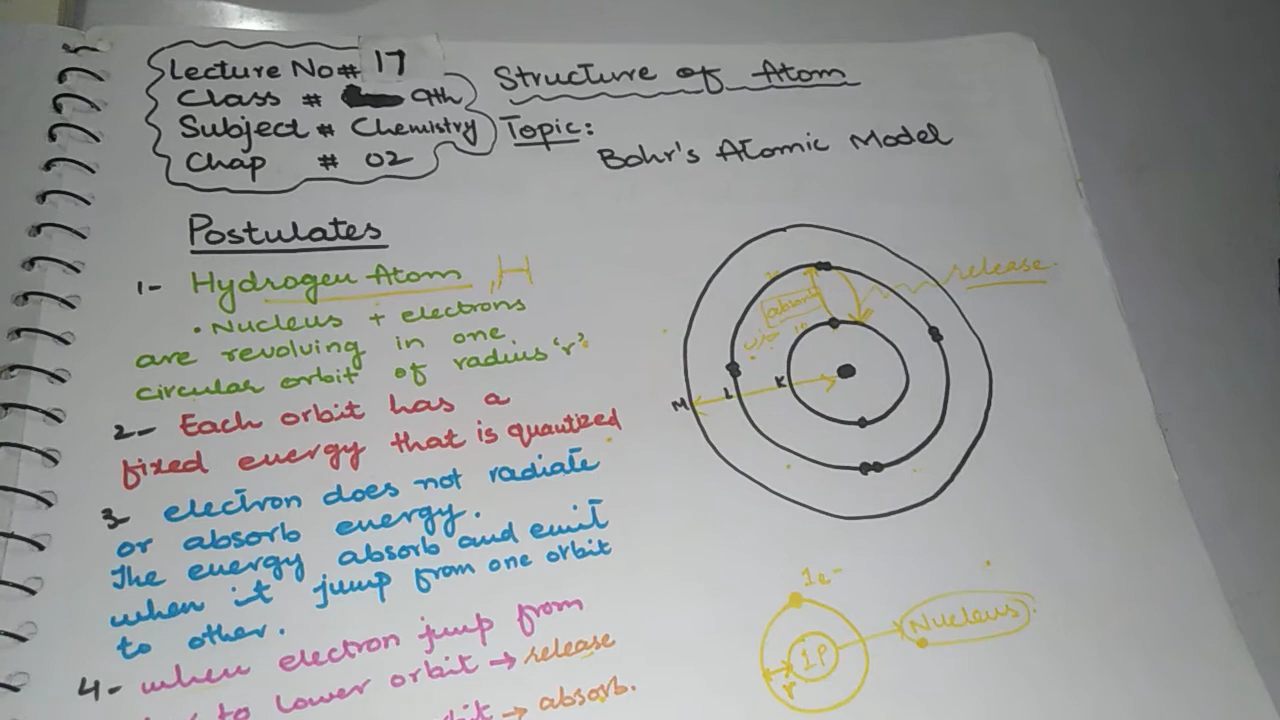 Lecture No# 17
Class # 9th
Subject # Chemistry
Chap # 02
Structure of Atom
Topic:
Bohr's Atomic Model
Postulates
1- Hydrogen Atom, H
• Nucleus + electrons
are revolving in one
circular orbit of radius 'r'
2- Each orbit has a
fixed energy that is quantized
3- electron does not radiate
or absorb energy.
The energy absorb and emit
when it jump from one orbit
to other.
4- when electron jump from
to lower orbit → release
→ absorb.
release
absorb
جذب
M L K
1e-
1P
r
Nucleus